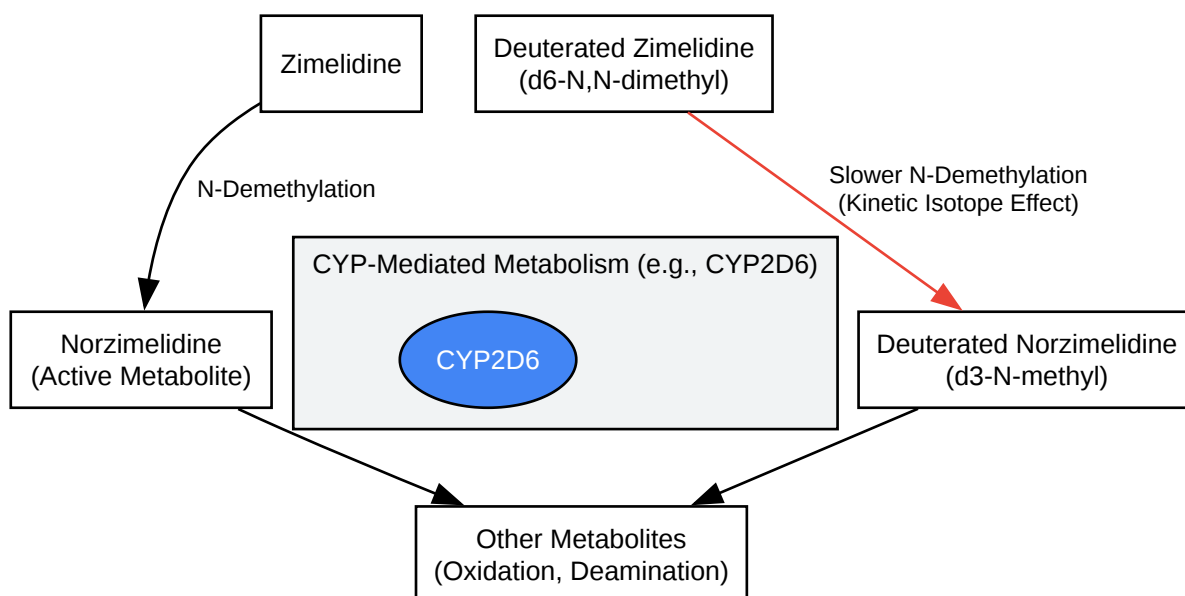 Zimelidine
Deuterated Zimelidine
(d6-N,N-dimethyl)
N-Demethylation
Slower N-Demethylation
(Kinetic Isotope Effect)
CYP-Mediated Metabolism (e.g., CYP2D6)
CYP2D6
Norzimelidine
(Active Metabolite)
Deuterated Norzimelidine
(d3-N-methyl)
Other Metabolites
(Oxidation, Deamination)